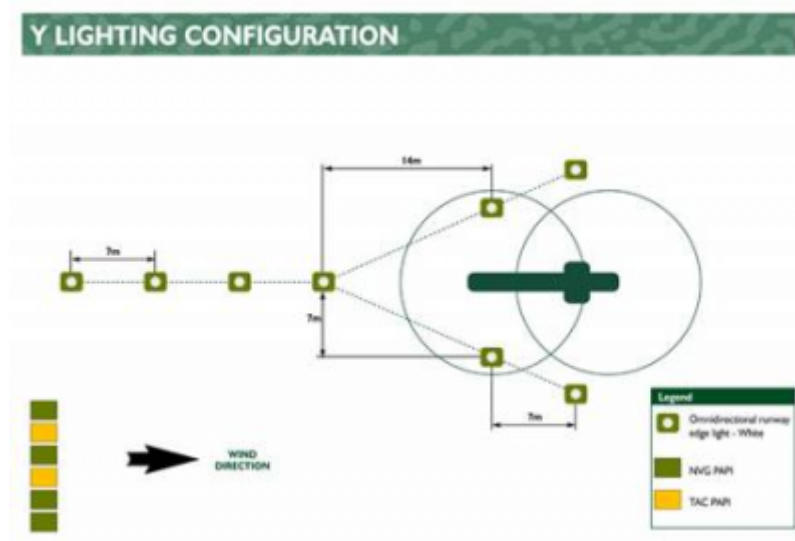 Y LIGHTING CONFIGURATION
14m
7m
7m
7m
WIND
DIRECTION
Legend
Omnidirectional runway
edge light - White
NVG PAPI
TAC PAPI